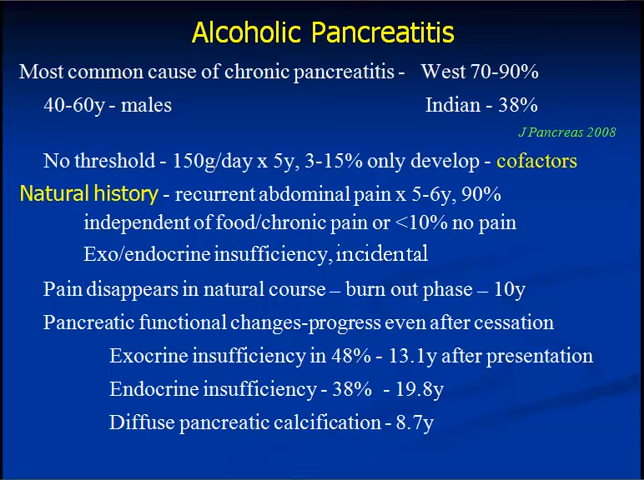 Alcoholic Pancreatitis
Most common cause of chronic pancreatitis - West 70-90%
40-60y - males Indian - 38%
J Pancreas 2008
No threshold - 150g/day x 5y, 3-15% only develop - cofactors
Natural history - recurrent abdominal pain x 5-6y, 90%
independent of food/chronic pain or <10% no pain
Exo/endocrine insufficiency, incidental
Pain disappears in natural course – burn out phase – 10y
Pancreatic functional changes-progress even after cessation
Exocrine insufficiency in 48% - 13.1y after presentation
Endocrine insufficiency - 38% - 19.8y
Diffuse pancreatic calcification - 8.7y